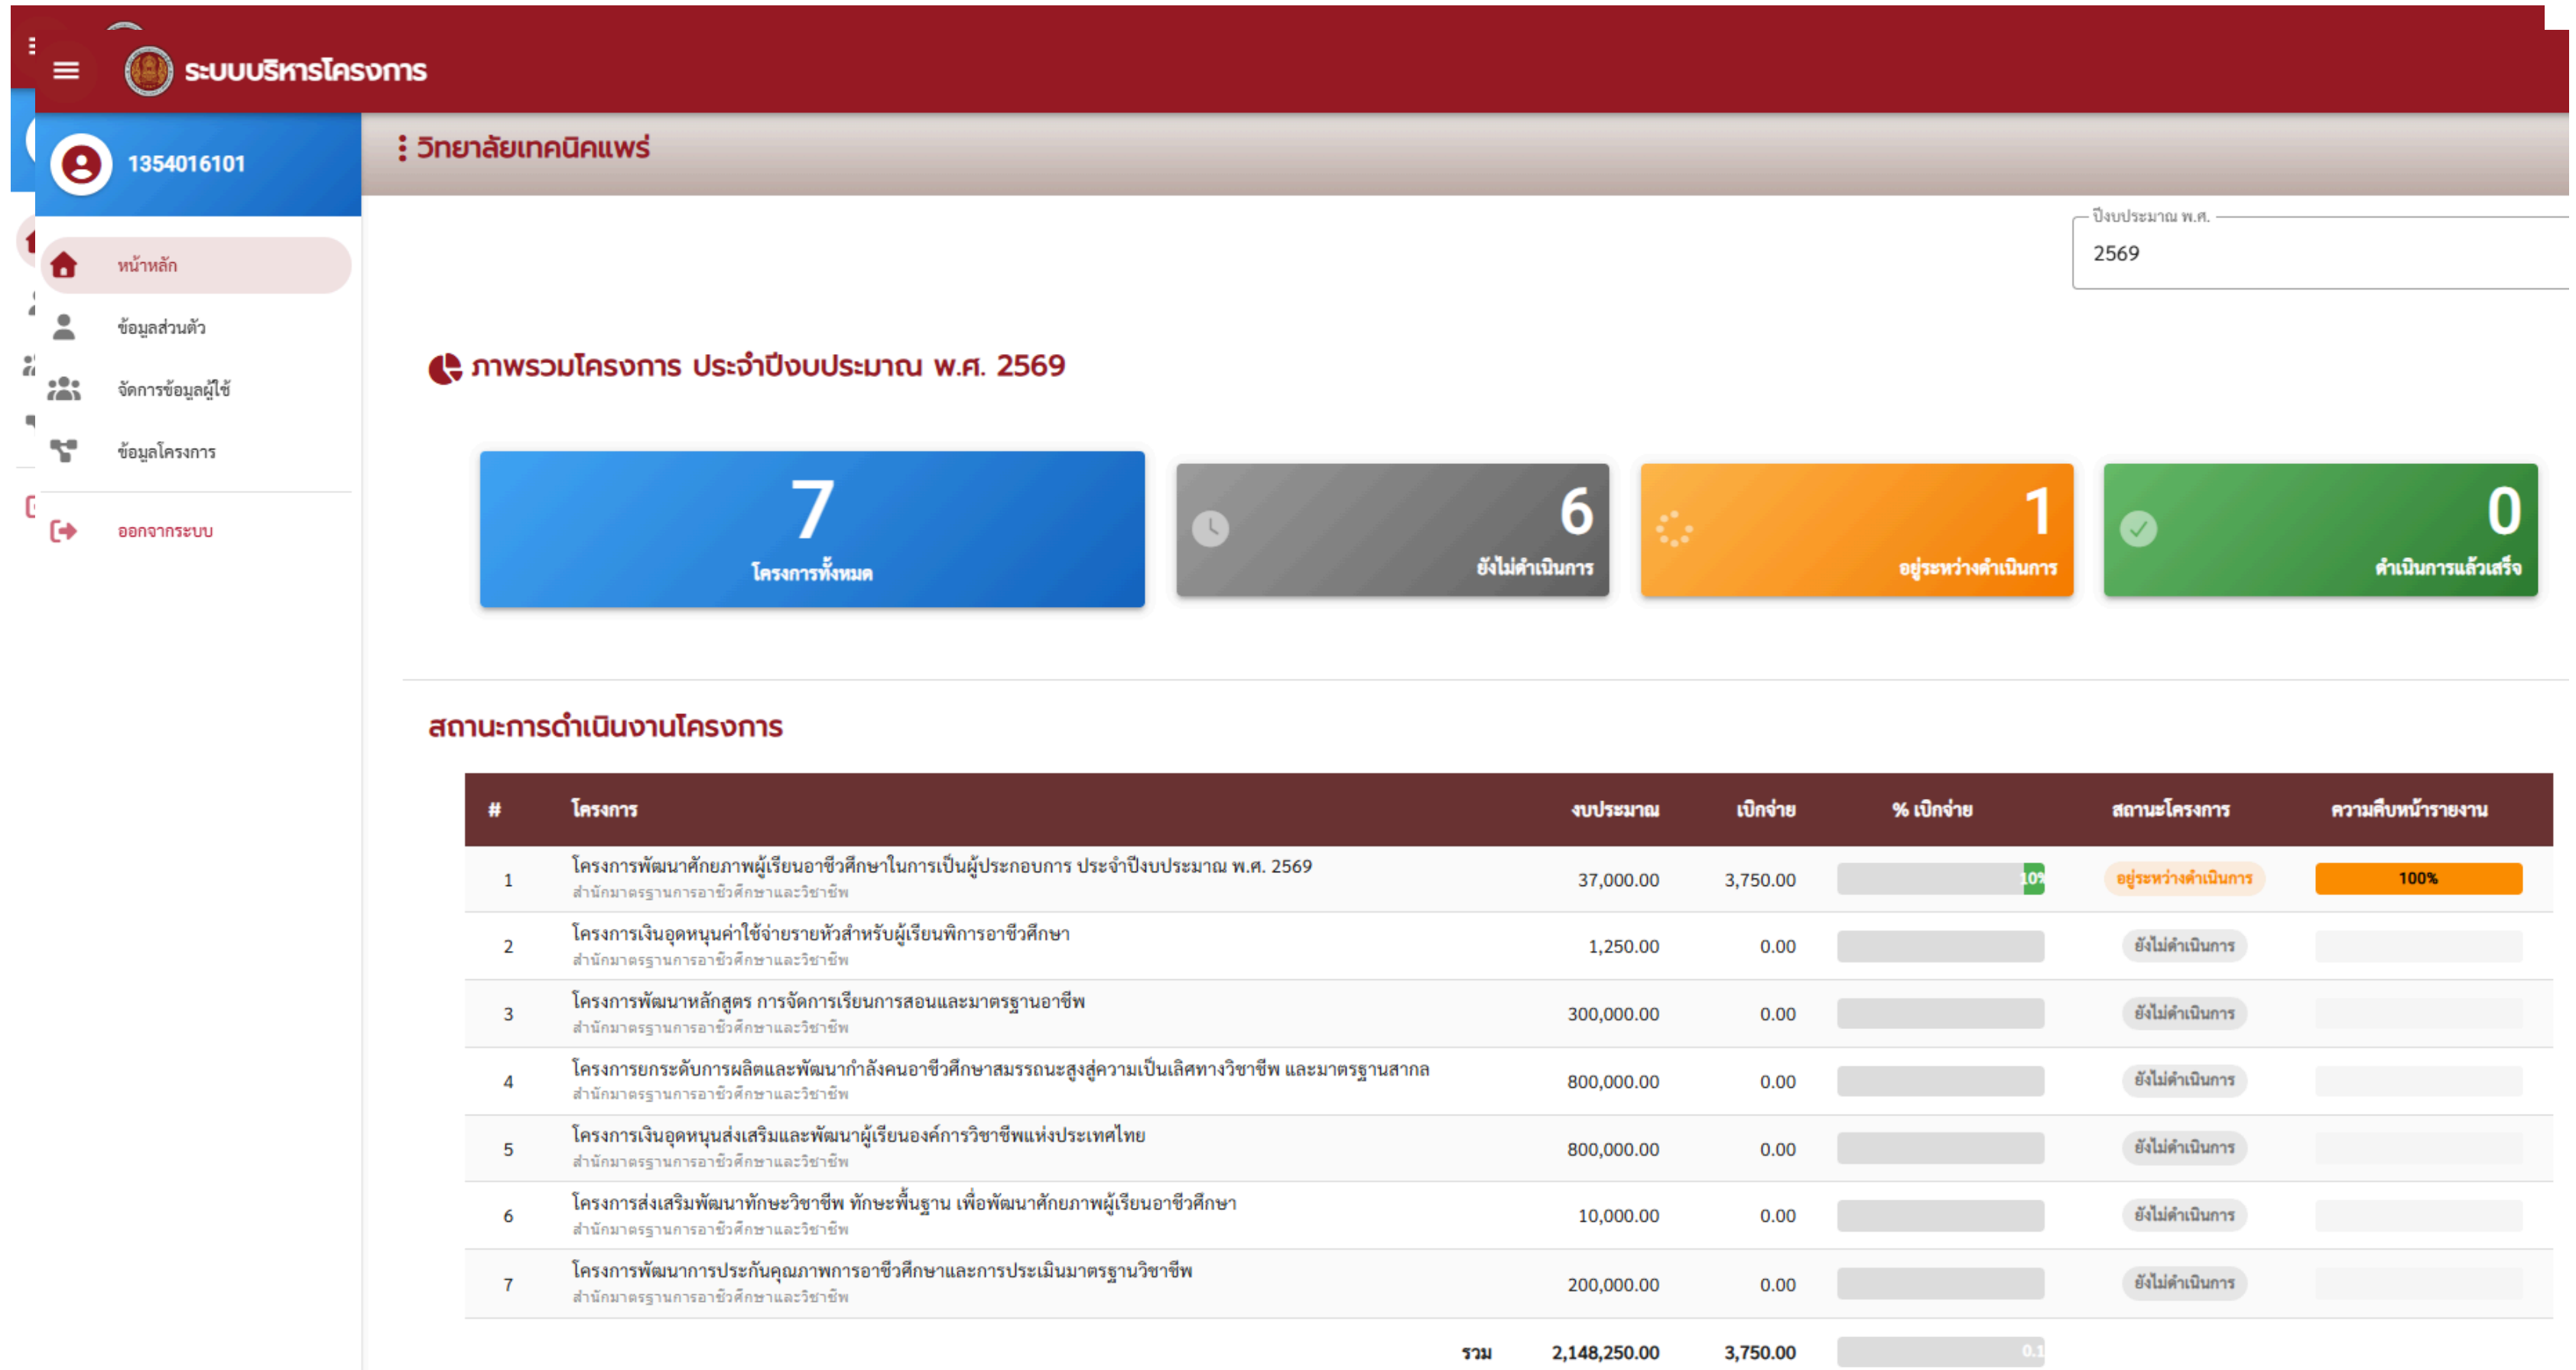 ระบบบริหารโครงการ
1354016101
วิทยาลัยเทคนิคแพร่
หน้าหลัก
ข้อมูลส่วนตัว
จัดการข้อมูลผู้ใช้
ข้อมูลโครงการ
ออกจากระบบ
ปีงบประมาณ พ.ศ.
2569
ภาพรวมโครงการ ประจำปีงบประมาณ พ.ศ. 2569
7
โครงการทั้งหมด
6
ยังไม่ดำเนินการ
1
อยู่ระหว่างดำเนินการ
0
ดำเนินการแล้วเสร็จ
สถานะการดำเนินงานโครงการ
# โครงการ งบประมาณ เบิกจ่าย % เบิกจ่าย สถานะโครงการ ความคืบหน้ารายงาน
1 โครงการพัฒนาศักยภาพผู้เรียนอาชีวศึกษาในการเป็นผู้ประกอบการ ประจำปีงบประมาณ พ.ศ. 2569 37,000.00 3,750.00 10% อยู่ระหว่างดำเนินการ 100%
สำนักมาตรฐานการอาชีวศึกษาและวิชาชีพ
2 โครงการเงินอุดหนุนค่าใช้จ่ายรายหัวสำหรับผู้เรียนพิการอาชีวศึกษา 1,250.00 0.00 ยังไม่ดำเนินการ
สำนักมาตรฐานการอาชีวศึกษาและวิชาชีพ
3 โครงการพัฒนาหลักสูตร การจัดการเรียนการสอนและมาตรฐานอาชีพ 300,000.00 0.00 ยังไม่ดำเนินการ
สำนักมาตรฐานการอาชีวศึกษาและวิชาชีพ
4 โครงการยกระดับการผลิตและพัฒนากำลังคนอาชีวศึกษาสมรรถนะสูงสู่ความเป็นเลิศทางวิชาชีพ และมาตรฐานสากล 800,000.00 0.00 ยังไม่ดำเนินการ
สำนักมาตรฐานการอาชีวศึกษาและวิชาชีพ
5 โครงการเงินอุดหนุนส่งเสริมและพัฒนาผู้เรียนองค์การวิชาชีพแห่งประเทศไทย 800,000.00 0.00 ยังไม่ดำเนินการ
สำนักมาตรฐานการอาชีวศึกษาและวิชาชีพ
6 โครงการส่งเสริมพัฒนาทักษะวิชาชีพ ทักษะพื้นฐาน เพื่อพัฒนาศักยภาพผู้เรียนอาชีวศึกษา 10,000.00 0.00 ยังไม่ดำเนินการ
สำนักมาตรฐานการอาชีวศึกษาและวิชาชีพ
7 โครงการพัฒนาการประกันคุณภาพการอาชีวศึกษาและการประเมินมาตรฐานวิชาชีพ 200,000.00 0.00 ยังไม่ดำเนินการ
สำนักมาตรฐานการอาชีวศึกษาและวิชาชีพ
รวม 2,148,250.00 3,750.00